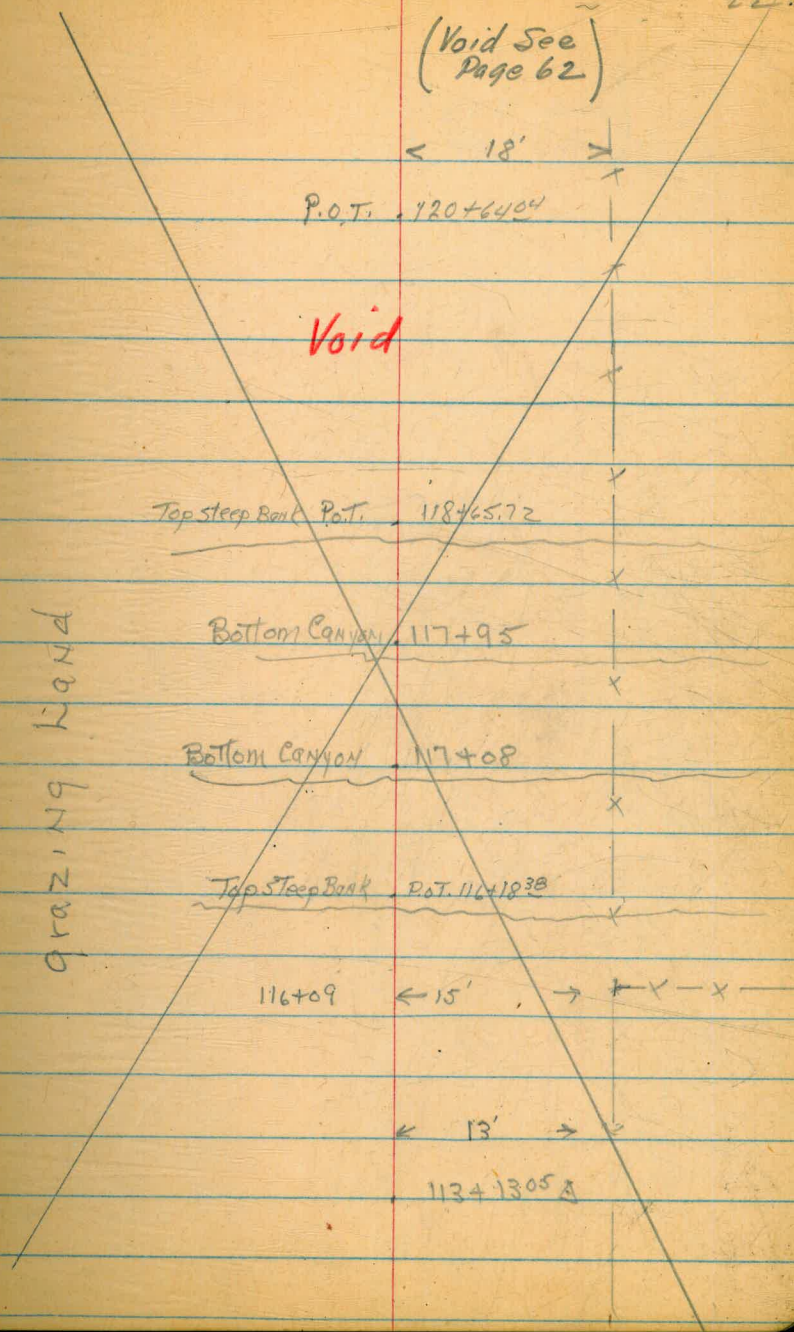 22
(Void See
Page 62)
< 18' >
P.O.T. 120+64 04
Void
Top Steep Bank P.O.T. 118+65.72
Bottom Canyon 117+95
Bottom Canyon 117+08
Top Steep Bank P.O.T. 116+18 38
116+09 ← 15' →
← 13' →
113+13 05 △
Grazing Land